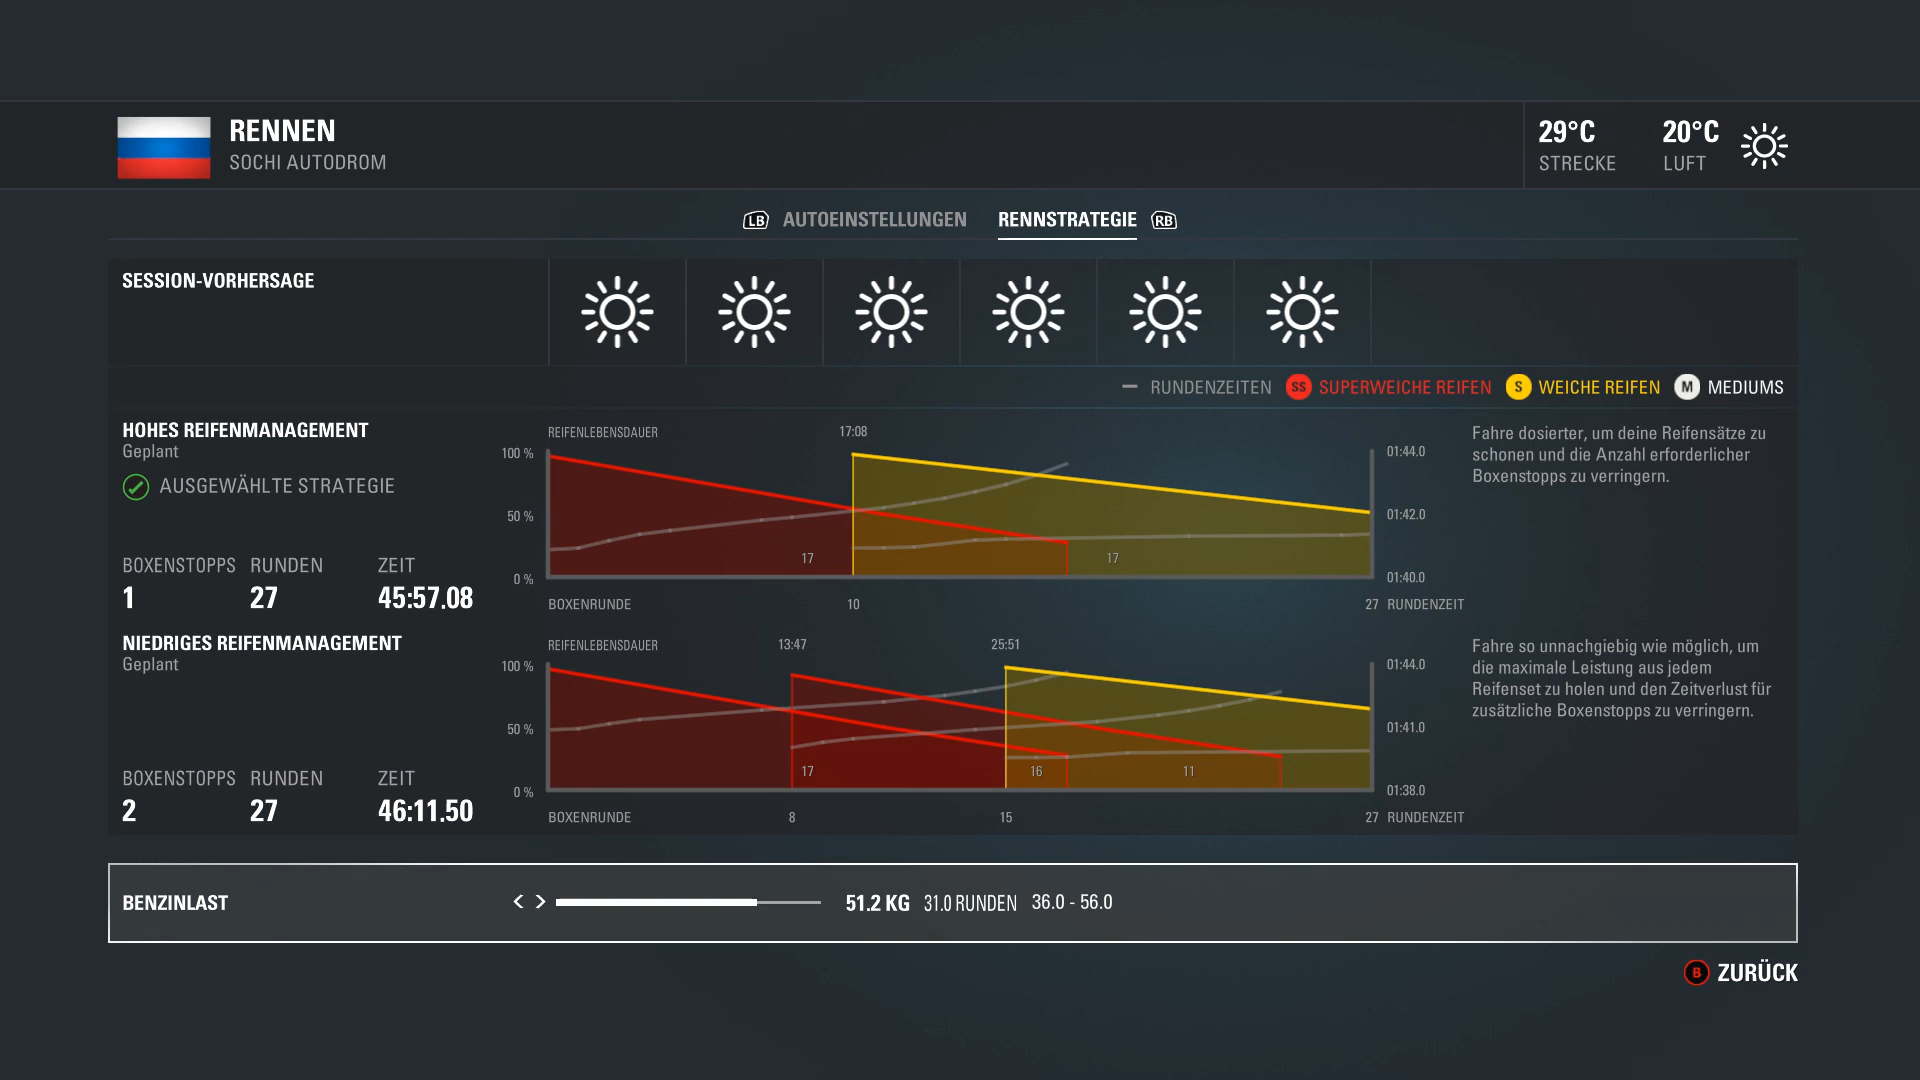 RENNEN
SOCHI AUTODROM
29°C
STRECKE
20°C
LUFT
LB AUTOEINSTELLUNGEN RENNSTRATEGIE RB
SESSION-VORHERSAGE
RUNDENZEITEN SS SUPERWEICHE REIFEN S WEICHE REIFEN M MEDIUMS
HOHES REIFENMANAGEMENT
Geplant
AUSGEWÄHLTE STRATEGIE
BOXENSTOPPS RUNDEN ZEIT
1 27 45:57.08
REIFENLEBENSDAUER 17:08
100 % 01:44.0
50 % 01:42.0
17 17
0 % 01:40.0
BOXENRUNDE 10 27 RUNDENZEIT
Fahre dosierter, um deine Reifensätze zu
schonen und die Anzahl erforderlicher
Boxenstopps zu verringern.
NIEDRIGES REIFENMANAGEMENT
Geplant
BOXENSTOPPS RUNDEN ZEIT
2 27 46:11.50
REIFENLEBENSDAUER 13:47 25:51
100 % 01:44.0
50 % 01:41.0
17 16 11
0 % 01:38.0
BOXENRUNDE 8 15 27 RUNDENZEIT
Fahre so unnachgiebig wie möglich, um
die maximale Leistung aus jedem
Reifenset zu holen und den Zeitverlust für
zusätzliche Boxenstopps zu verringern.
BENZINLAST < > 51.2 KG 31.0 RUNDEN 36.0 - 56.0
B ZURÜCK